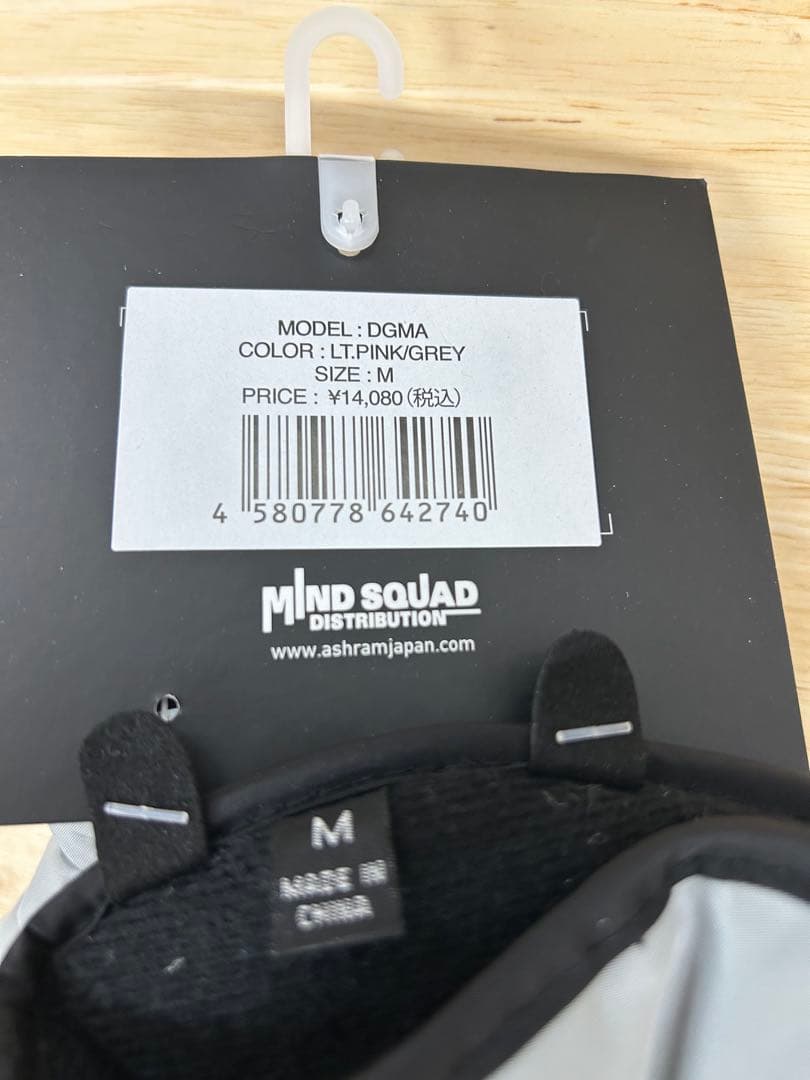 MODEL : DGMA
COLOR : LT.PINK/GREY
SIZE : M
PRICE : ¥14,080(税込)
4 580778 642740
MIND SQUAD
DISTRIBUTION
www.ashramjapan.com
M
MADE IN
CHINA